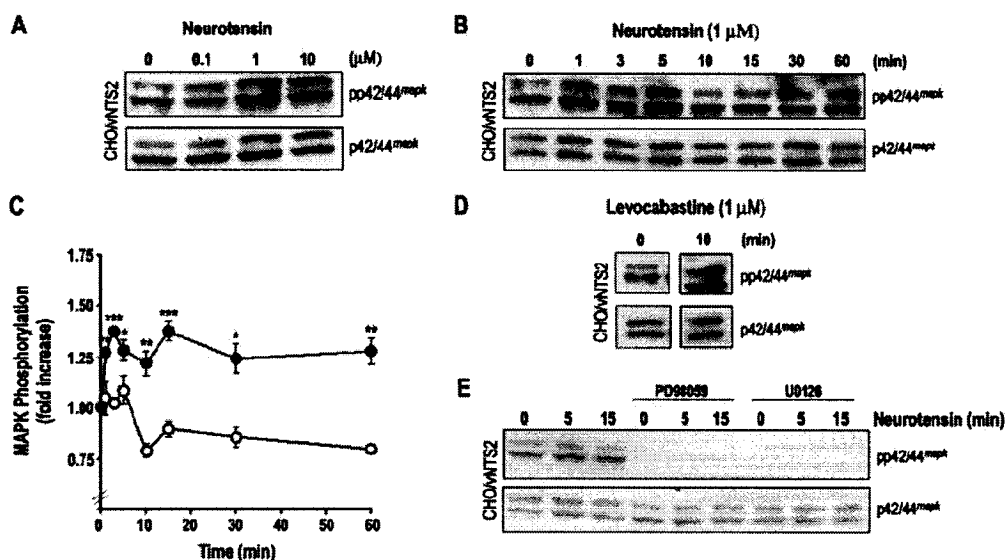 A
Neurotensin
0 0.1 1 10 (µM)
CHO/vNTS2
pp42/44mapk
p42/44mapk
B
Neurotensin (1 µM)
0 1 3 5 10 15 30 60 (min)
CHO/vNTS2
pp42/44mapk
p42/44mapk
C
MAPK Phosphorylation
(fold increase)
1.75
1.50
1.25
1.00
0.75
*** * ** *** * **
0 10 20 30 40 50 60
Time (min)
D
Levocabastine (1 µM)
0 10 (min)
CHO/vNTS2
pp42/44mapk
p42/44mapk
E
PD98059 U0126
0 5 15 0 5 15 0 5 15 Neurotensin (min)
CHO/vNTS2
pp42/44mapk
p42/44mapk